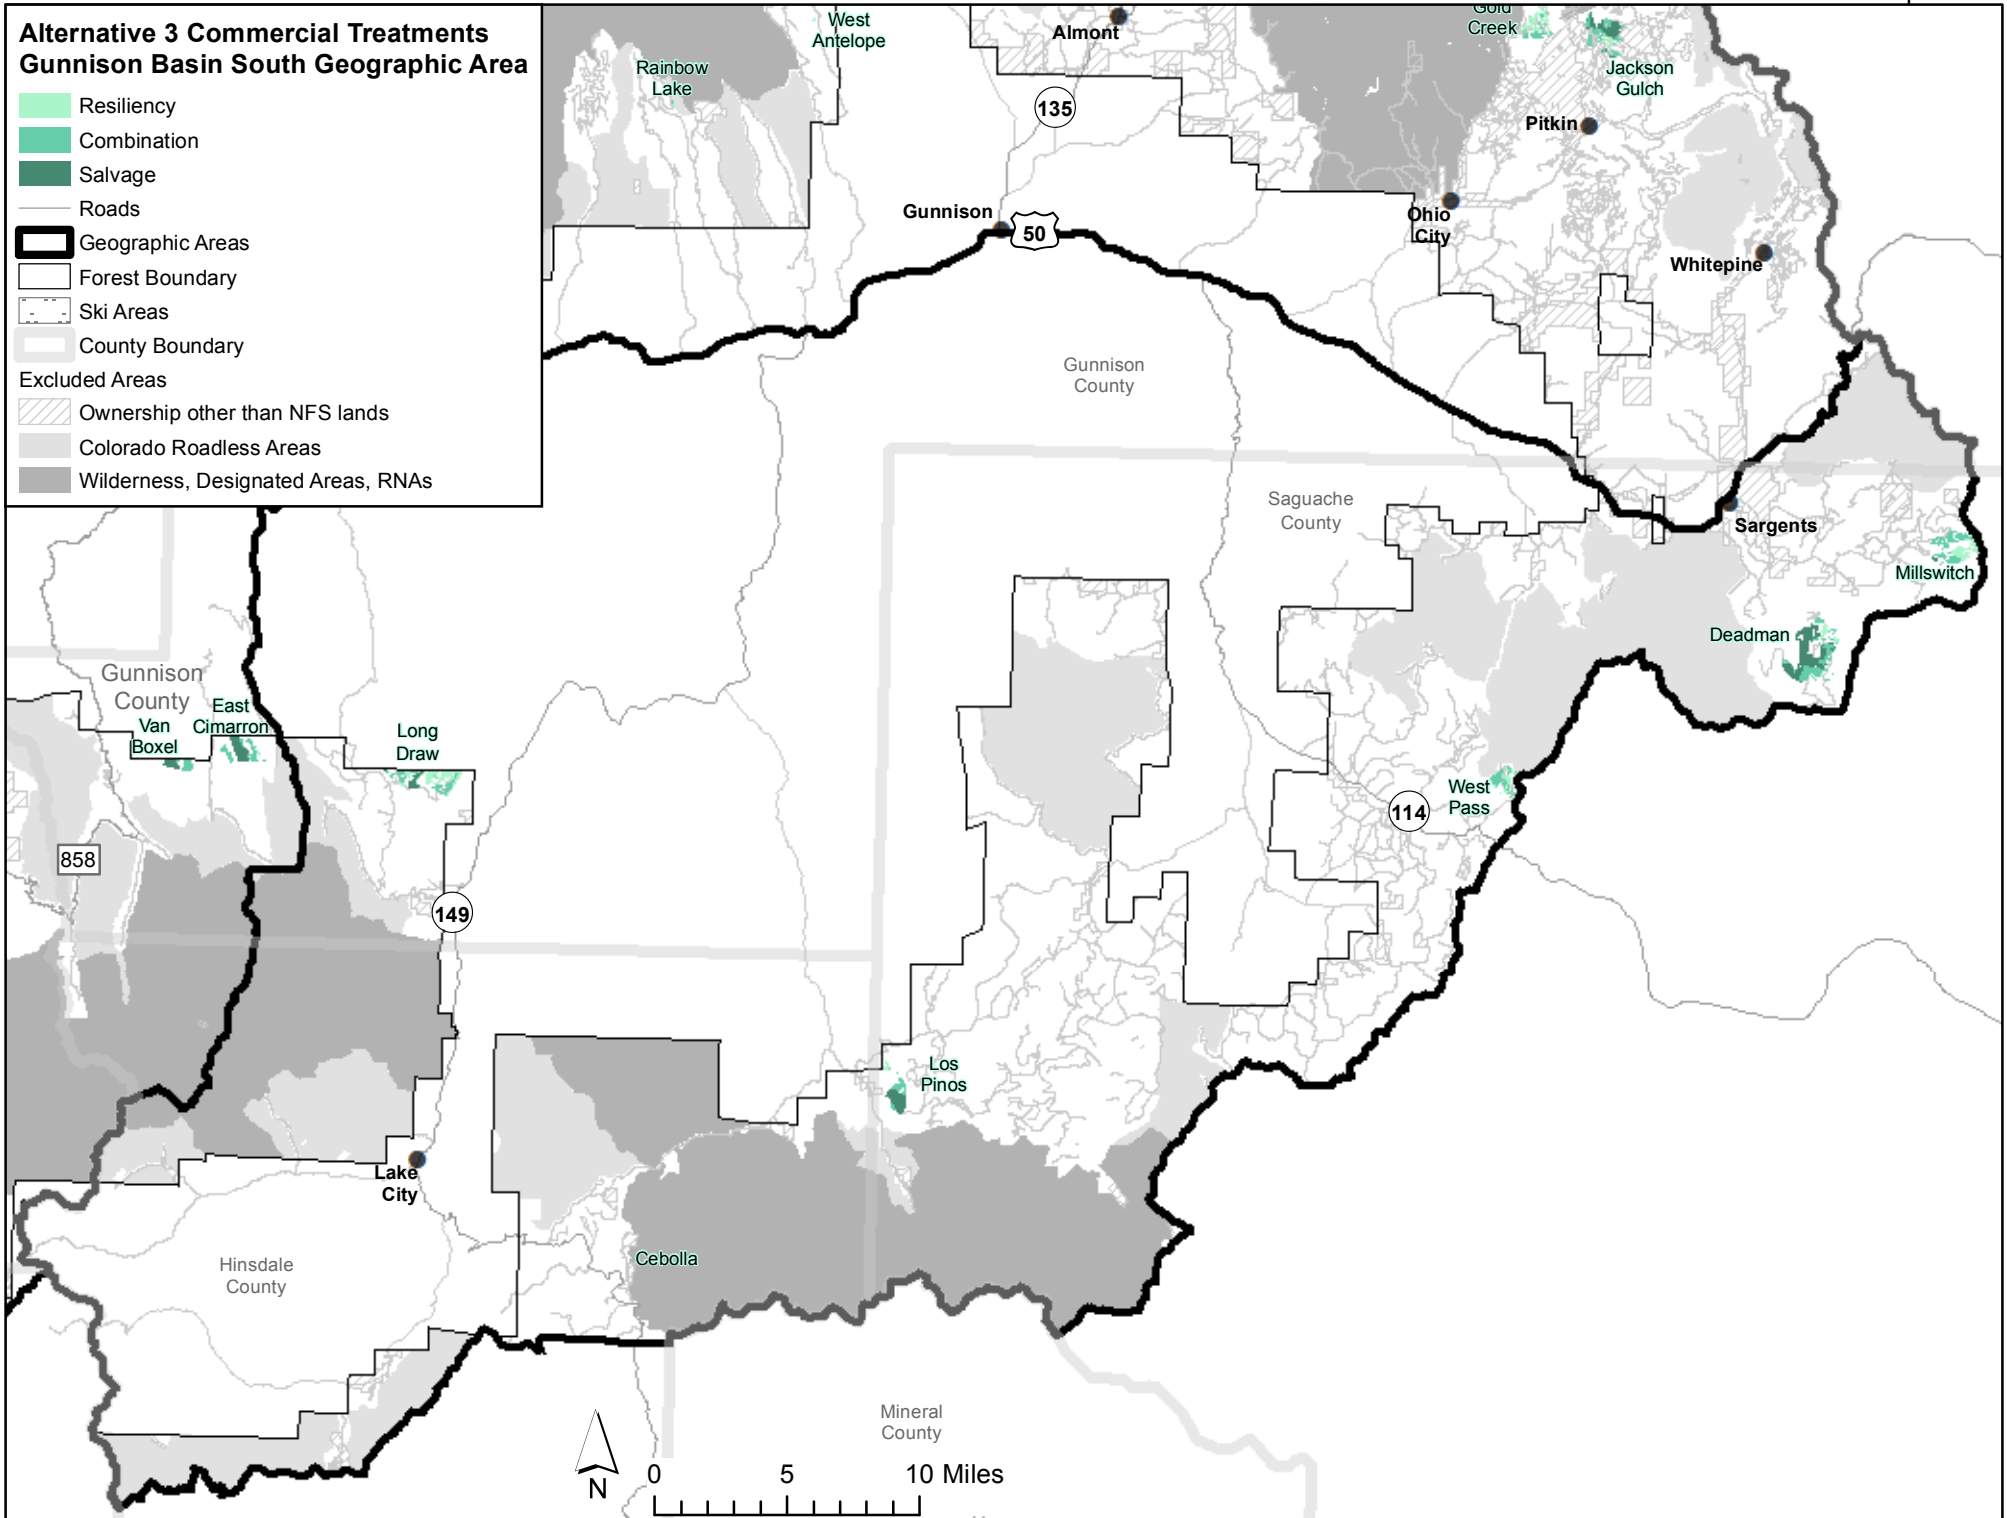 Alternative 3 Commercial Treatments
Gunnison Basin South Geographic Area
Resiliency
Combination
Salvage
Roads
Geographic Areas
Forest Boundary
Ski Areas
County Boundary
Excluded Areas
Ownership other than NFS lands
Colorado Roadless Areas
Wilderness, Designated Areas, RNAs
West
Antelope
Almont
Gold
Creek
Rainbow
Lake
Jackson
Gulch
135
Pitkin
Gunnison
50
Ohio
City
Whitepine
Gunnison
County
Saguache
County
Sargents
Millswitch
Deadman
Gunnison
County
East
Cimarron
Van
Boxel
Long
Draw
West
Pass
114
858
149
Los
Pinos
Lake
City
Hinsdale
County
Cebolla
Mineral
County
N
0 5 10 Miles